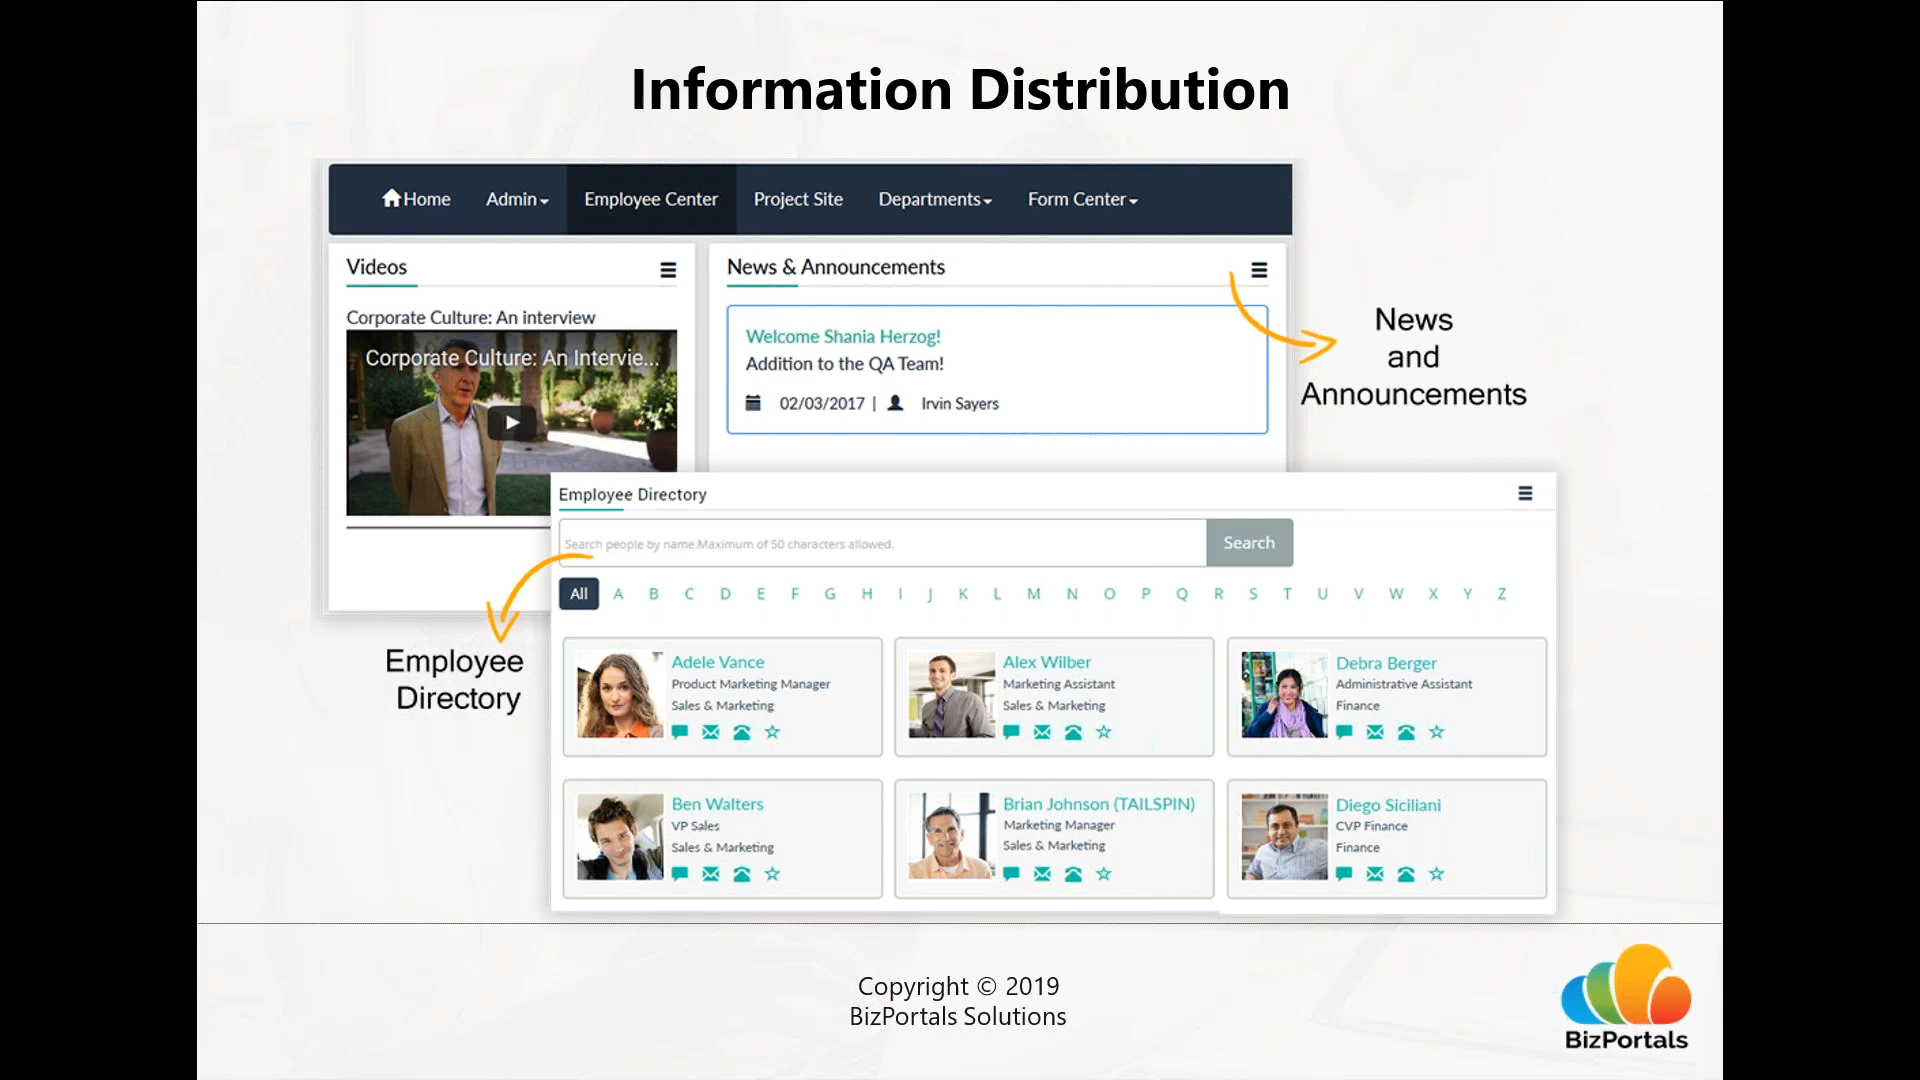 Information Distribution
Home Admin Employee Center Project Site Departments Form Center
Videos
Corporate Culture: An interview
Corporate Culture: An Intervie...
News & Announcements
Welcome Shania Herzog!
Addition to the QA Team!
02/03/2017 | Irvin Sayers
News
and
Announcements
Employee Directory
Search people by name.Maximum of 50 characters allowed.
Search
All A B C D E F G H I J K L M N O P Q R S T U V W X Y Z
Employee
Directory
Adele Vance
Product Marketing Manager
Sales & Marketing
Alex Wilber
Marketing Assistant
Sales & Marketing
Debra Berger
Administrative Assistant
Finance
Ben Walters
VP Sales
Sales & Marketing
Brian Johnson (TAILSPIN)
Marketing Manager
Sales & Marketing
Diego Siciliani
CVP Finance
Finance
Copyright © 2019
BizPortals Solutions
BizPortals